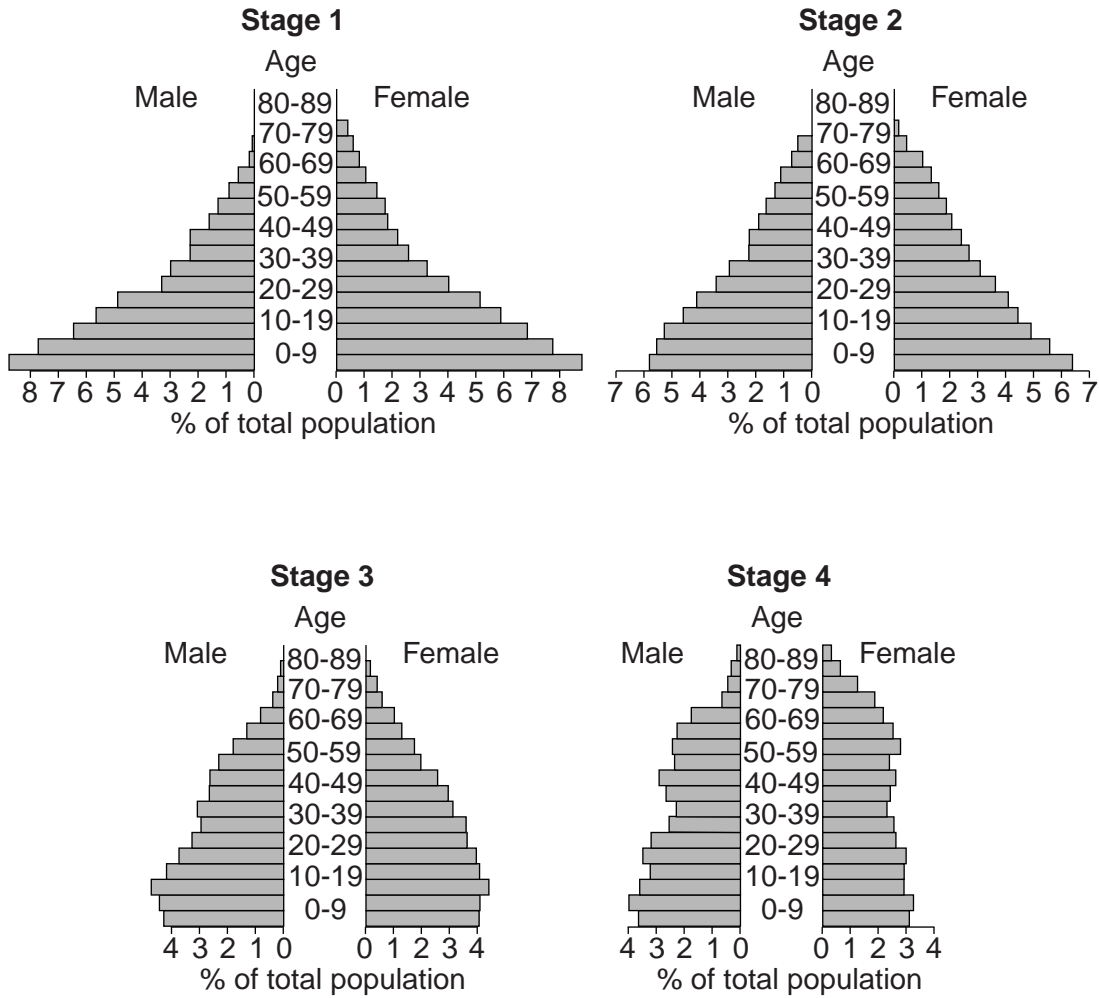 Stage 1
Age
Male
Female
80-89
70-79
60-69
50-59
40-49
30-39
20-29
10-19
0-9
8 7 6 5 4 3 2 1 0
0 1 2 3 4 5 6 7 8
% of total population
Stage 2
Age
Male
Female
80-89
70-79
60-69
50-59
40-49
30-39
20-29
10-19
0-9
7 6 5 4 3 2 1 0
0 1 2 3 4 5 6 7
% of total population
Stage 3
Age
Male
Female
80-89
70-79
60-69
50-59
40-49
30-39
20-29
10-19
0-9
4 3 2 1 0
0 1 2 3 4
% of total population
Stage 4
Age
Male
Female
80-89
70-79
60-69
50-59
40-49
30-39
20-29
10-19
0-9
4 3 2 1 0
0 1 2 3 4
% of total population